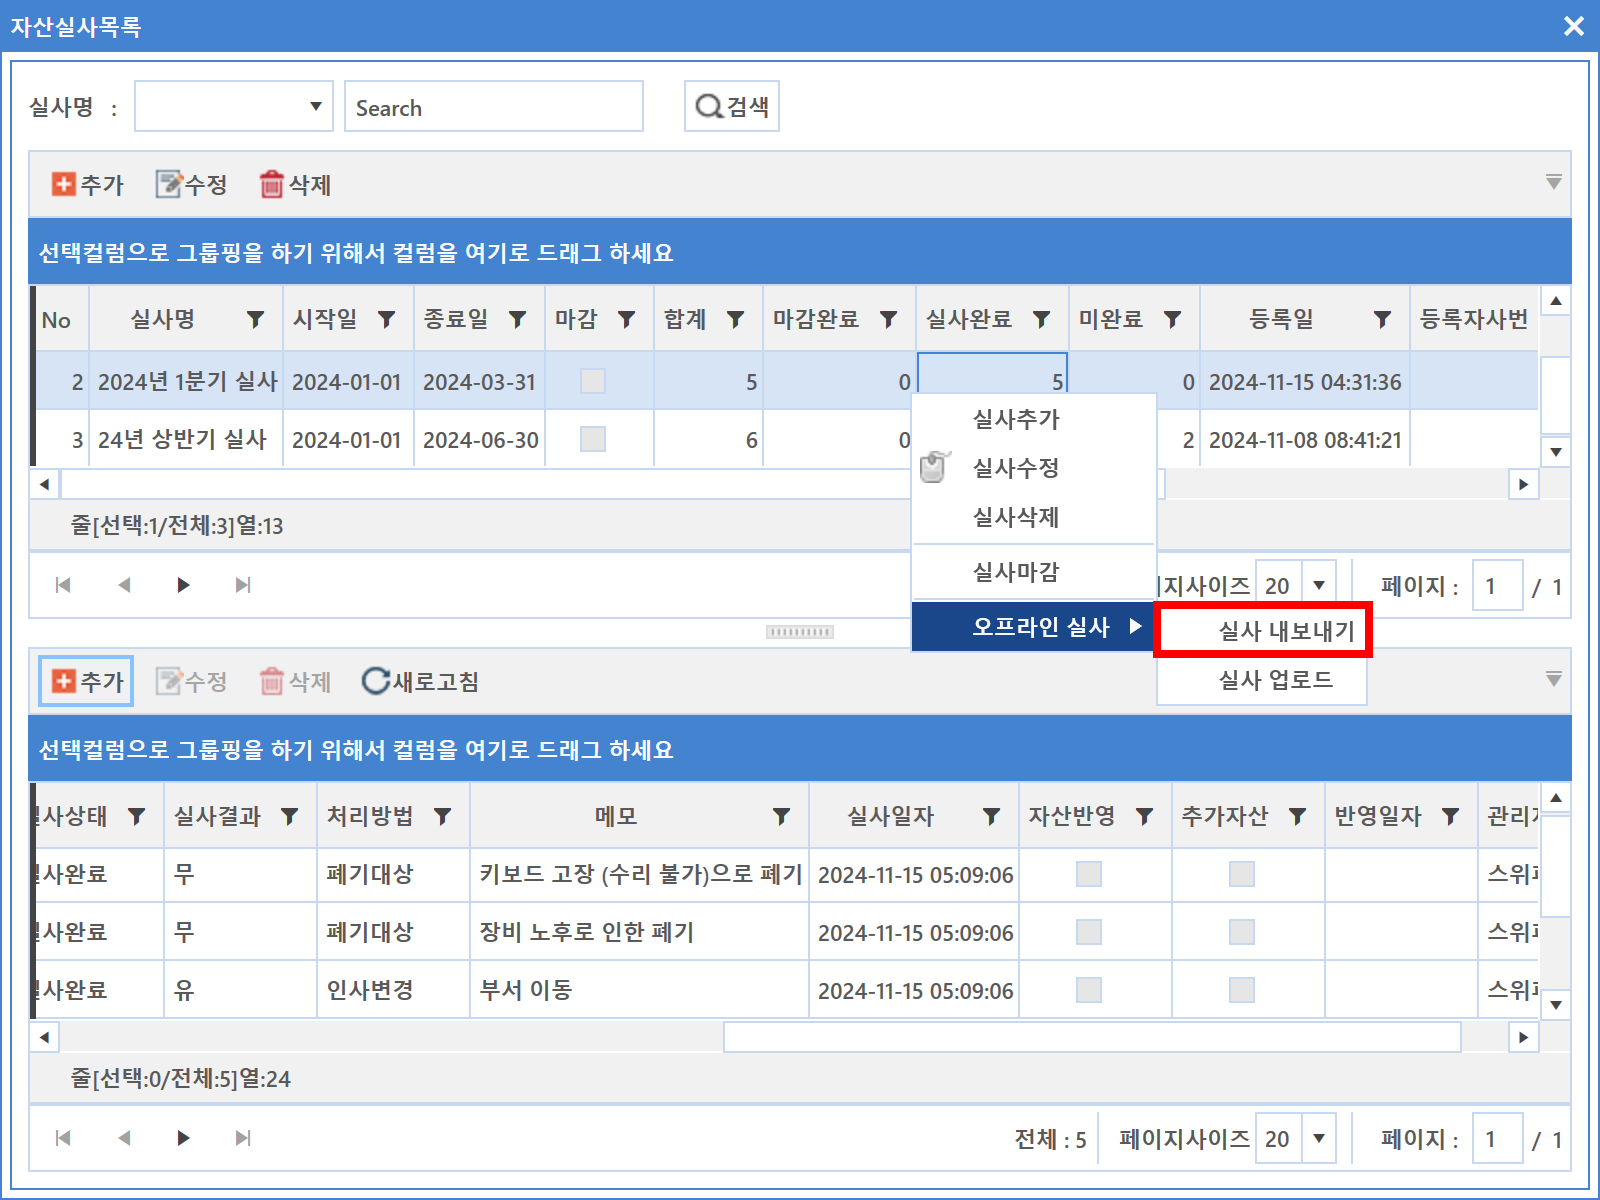 자산실사목록
실사명 :
Search
검색
추가 수정 삭제
선택컬럼으로 그룹핑을 하기 위해서 컬럼을 여기로 드래그 하세요
No 실사명 시작일 종료일 마감 합계 마감완료 실사완료 미완료 등록일 등록자사번
2 2024년 1분기 실사 2024-01-01 2024-03-31 5 0 5 0 2024-11-15 04:31:36
3 24년 상반기 실사 2024-01-01 2024-06-30 6 0 2 2024-11-08 08:41:21
줄[선택:1/전체:3]열:13
지사이즈 20 페이지 : 1 / 1
실사추가
실사수정
실사삭제
실사마감
오프라인 실사
실사 내보내기
실사 업로드
추가 수정 삭제 새로고침
선택컬럼으로 그룹핑을 하기 위해서 컬럼을 여기로 드래그 하세요
사상태 실사결과 처리방법 메모 실사일자 자산반영 추가자산 반영일자 관리
사완료 무 폐기대상 키보드 고장 (수리 불가)으로 폐기 2024-11-15 05:09:06 스위
사완료 무 폐기대상 장비 노후로 인한 폐기 2024-11-15 05:09:06 스위
사완료 유 인사변경 부서 이동 2024-11-15 05:09:06 스위
줄[선택:0/전체:5]열:24
전체 : 5 페이지사이즈 20 페이지 : 1 / 1